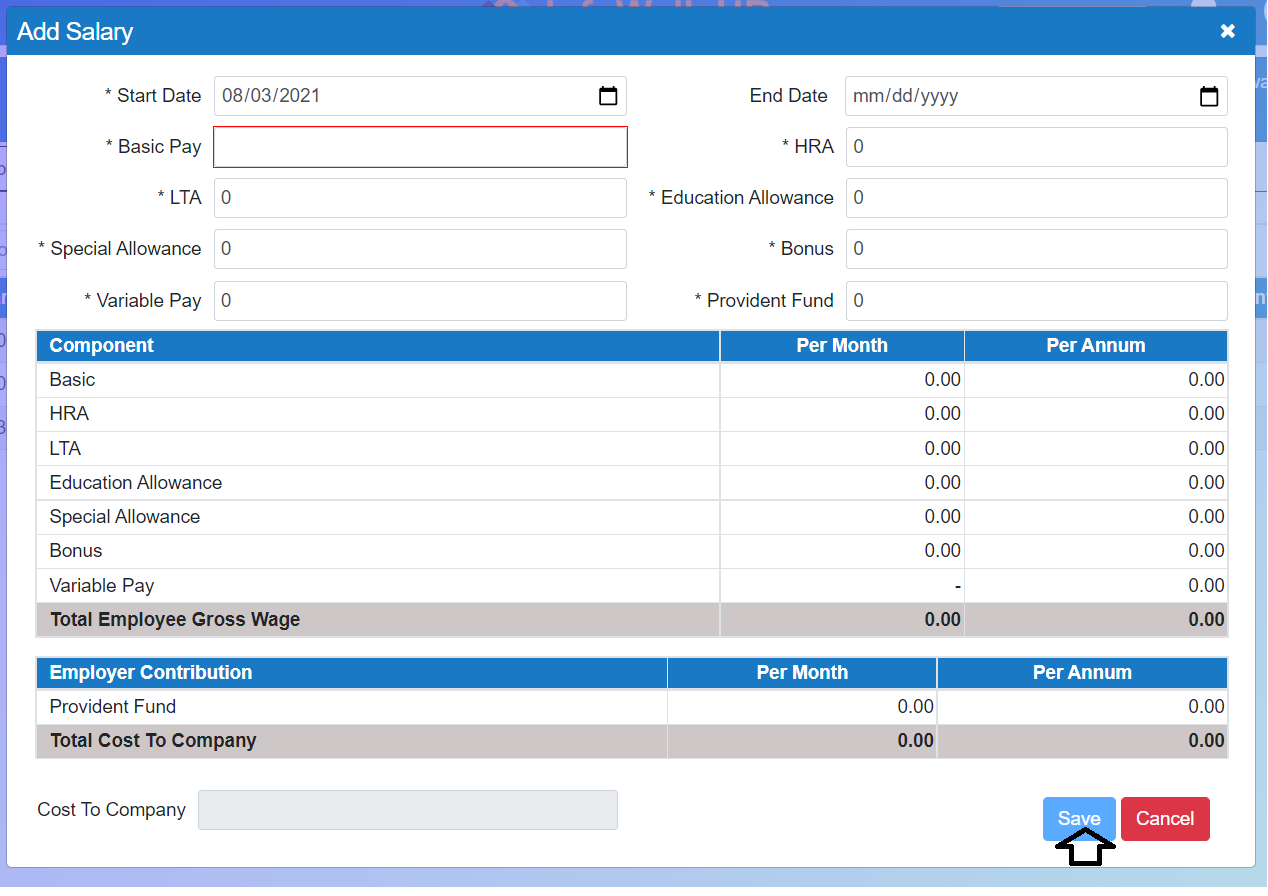 Add Salary ✖
* Start Date 08/03/2021 End Date mm/dd/yyyy
* Basic Pay * HRA 0
* LTA 0 * Education Allowance 0
* Special Allowance 0 * Bonus 0
* Variable Pay 0 * Provident Fund 0
Component Per Month Per Annum
Basic 0.00 0.00
HRA 0.00 0.00
LTA 0.00 0.00
Education Allowance 0.00 0.00
Special Allowance 0.00 0.00
Bonus 0.00 0.00
Variable Pay - 0.00
Total Employee Gross Wage 0.00 0.00
Employer Contribution Per Month Per Annum
Provident Fund 0.00 0.00
Total Cost To Company 0.00 0.00
Cost To Company Save Cancel